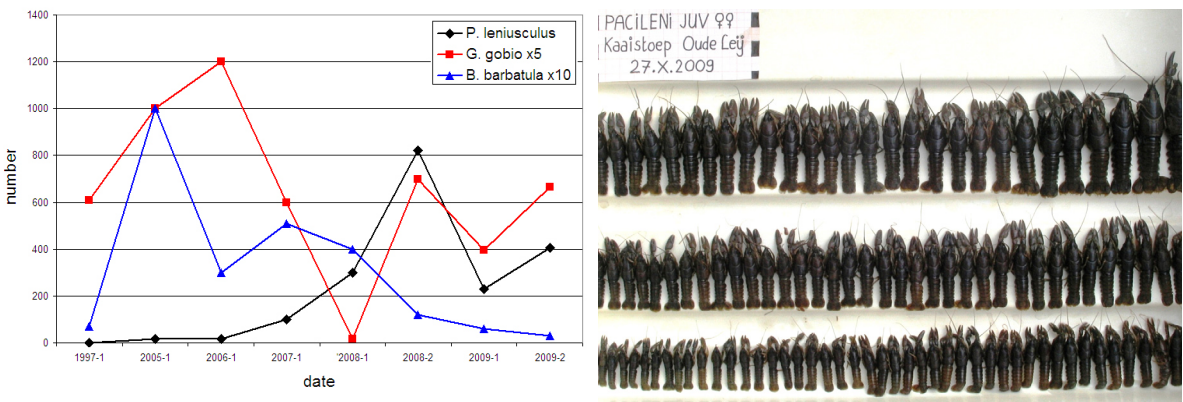 1400
1200
1000
800
600
400
200
0
number
1997-1
2005-1
2006-1
2007-1
2008-1
2008-2
2009-1
2009-2
date
P. leniusculus
G. gobio x5
B. barbatula x10
PACiLENi JUV ♀♀
Kaaistoep Oude Leij
27.X.2009